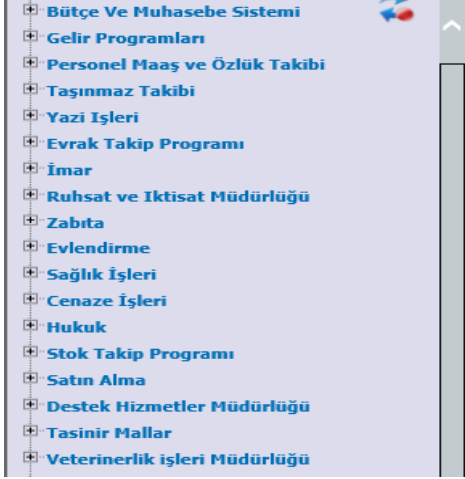 Bütçe Ve Muhasebe Sistemi
Gelir Programları
Personel Maaş ve Özlük Takibi
Taşınmaz Takibi
Yazi Işleri
Evrak Takip Programı
İmar
Ruhsat ve Iktisat Müdürlüğü
Zabıta
Evlendirme
Sağlık İşleri
Cenaze İşleri
Hukuk
Stok Takip Programı
Satın Alma
Destek Hizmetler Müdürlüğü
Tasinir Mallar
Veterinerlik işleri Müdürlüğü